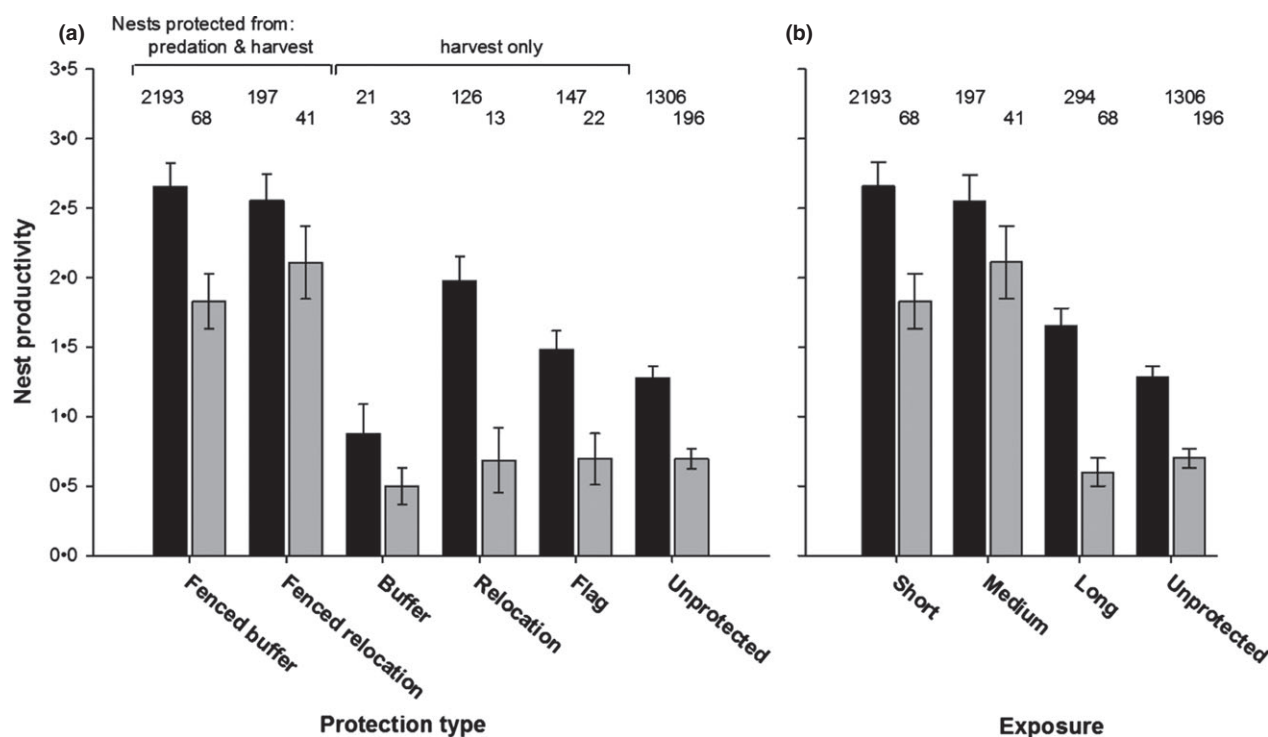 (a)
Nests protected from:
predation & harvest
harvest only
3•5
3•0
2•5
2•0
1•5
1•0
0•5
0•0
Nest productivity
2193
68
197
41
21
33
126
13
147
22
1306
196
Fenced buffer
Fenced relocation
Buffer
Relocation
Flag
Unprotected
Protection type
(b)
2193
68
197
41
294
68
1306
196
Short
Medium
Long
Unprotected
Exposure